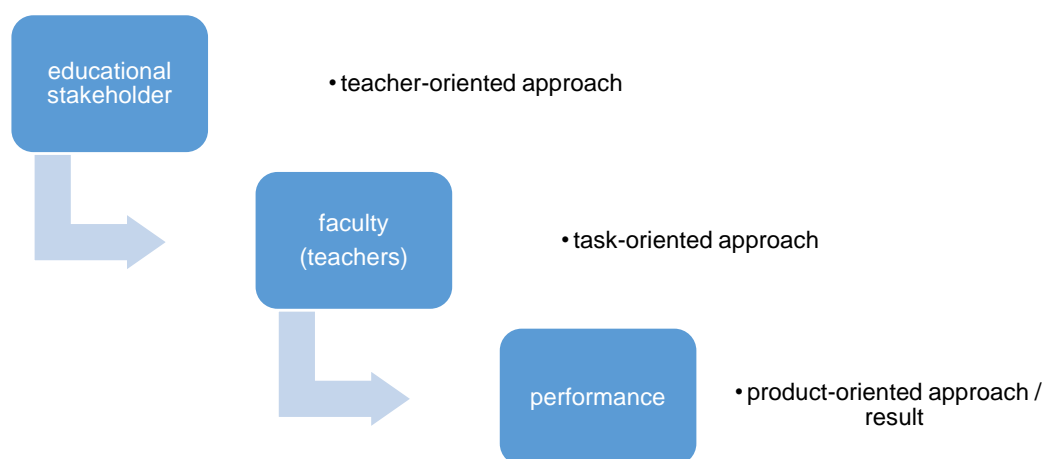 educational
stakeholder
• teacher-oriented approach
faculty
(teachers)
• task-oriented approach
performance
• product-oriented approach /
result